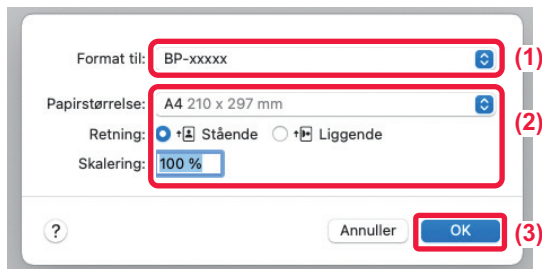 Format til: BP-xxxxx (1)
Papirstørrelse: A4 210 x 297 mm
(2)
Retning: Stående Liggende
Skalering: 100 %
? Annuller OK (3)